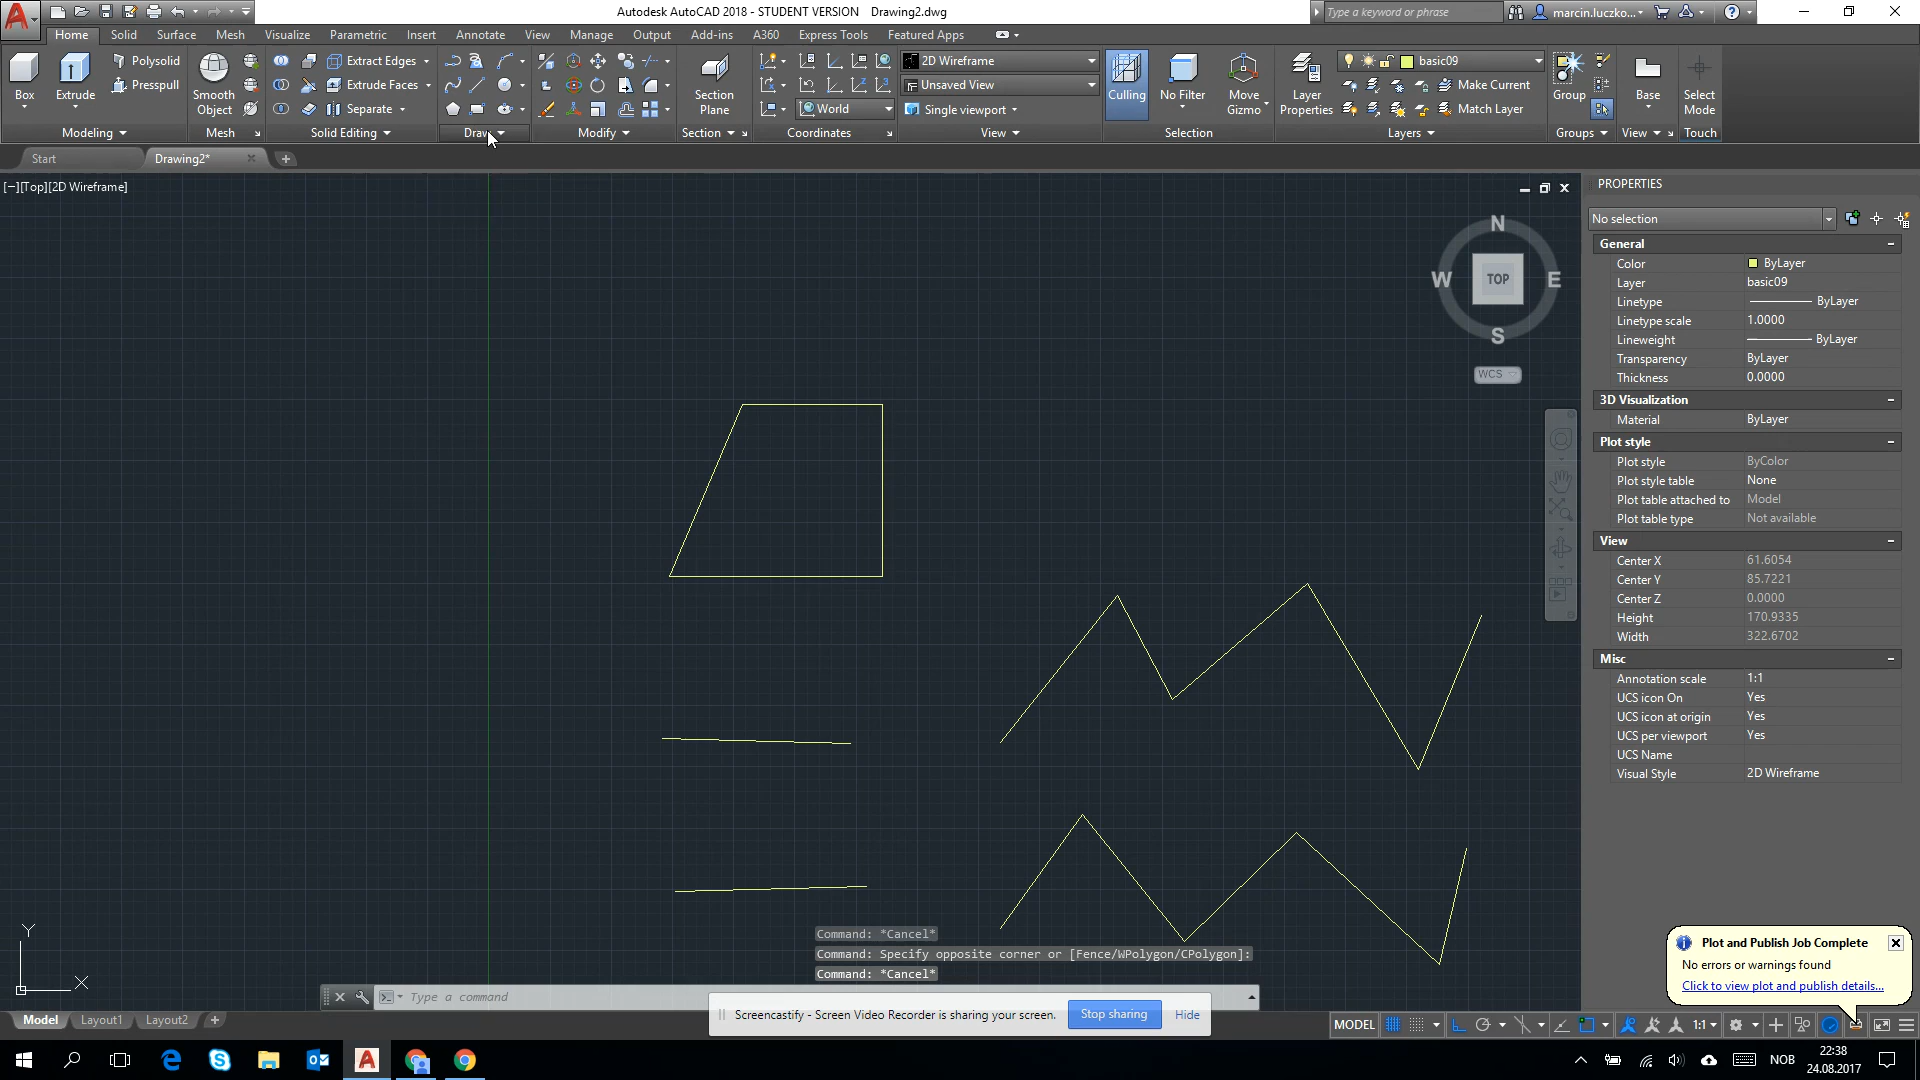 Autodesk AutoCAD 2018 - STUDENT VERSION Drawing2.dwg
Type a keyword or phrase
marcin.luczko...
Home Solid Surface Mesh Visualize Parametric Insert Annotate View Manage Output Add-ins A360 Express Tools Featured Apps
Box
Extrude
Polysolid
Presspull
Modeling
Smooth
Object
Mesh
Extract Edges
Extrude Faces
Separate
Solid Editing
Draw
Modify
Section
Plane
Section
World
Coordinates
2D Wireframe
Unsaved View
Single viewport
View
Culling
No Filter
Move
Gizmo
Selection
Layer
Properties
basic09
Make Current
Match Layer
Layers
Group
Groups
Base
View
Select
Mode
Touch
Start
Drawing2*
[−][Top][2D Wireframe]
N
W
TOP
E
S
WCS
PROPERTIES
No selection
General
Color ByLayer
Layer basic09
Linetype ByLayer
Linetype scale 1.0000
Lineweight ByLayer
Transparency ByLayer
Thickness 0.0000
3D Visualization
Material ByLayer
Plot style
Plot style ByColor
Plot style table None
Plot table attached to Model
Plot table type Not available
View
Center X 61.6054
Center Y 85.7221
Center Z 0.0000
Height 170.9335
Width 322.6702
Misc
Annotation scale 1:1
UCS icon On Yes
UCS icon at origin Yes
UCS per viewport Yes
UCS Name
Visual Style 2D Wireframe
Y
X
Command: *Cancel*
Command: Specify opposite corner or [Fence/WPolygon/CPolygon]:
Command: *Cancel*
Type a command
Screencastify - Screen Video Recorder is sharing your screen. Stop sharing Hide
Plot and Publish Job Complete
No errors or warnings found
Click to view plot and publish details...
Model Layout1 Layout2
MODEL
1:1
NOB
22:38
24.08.2017